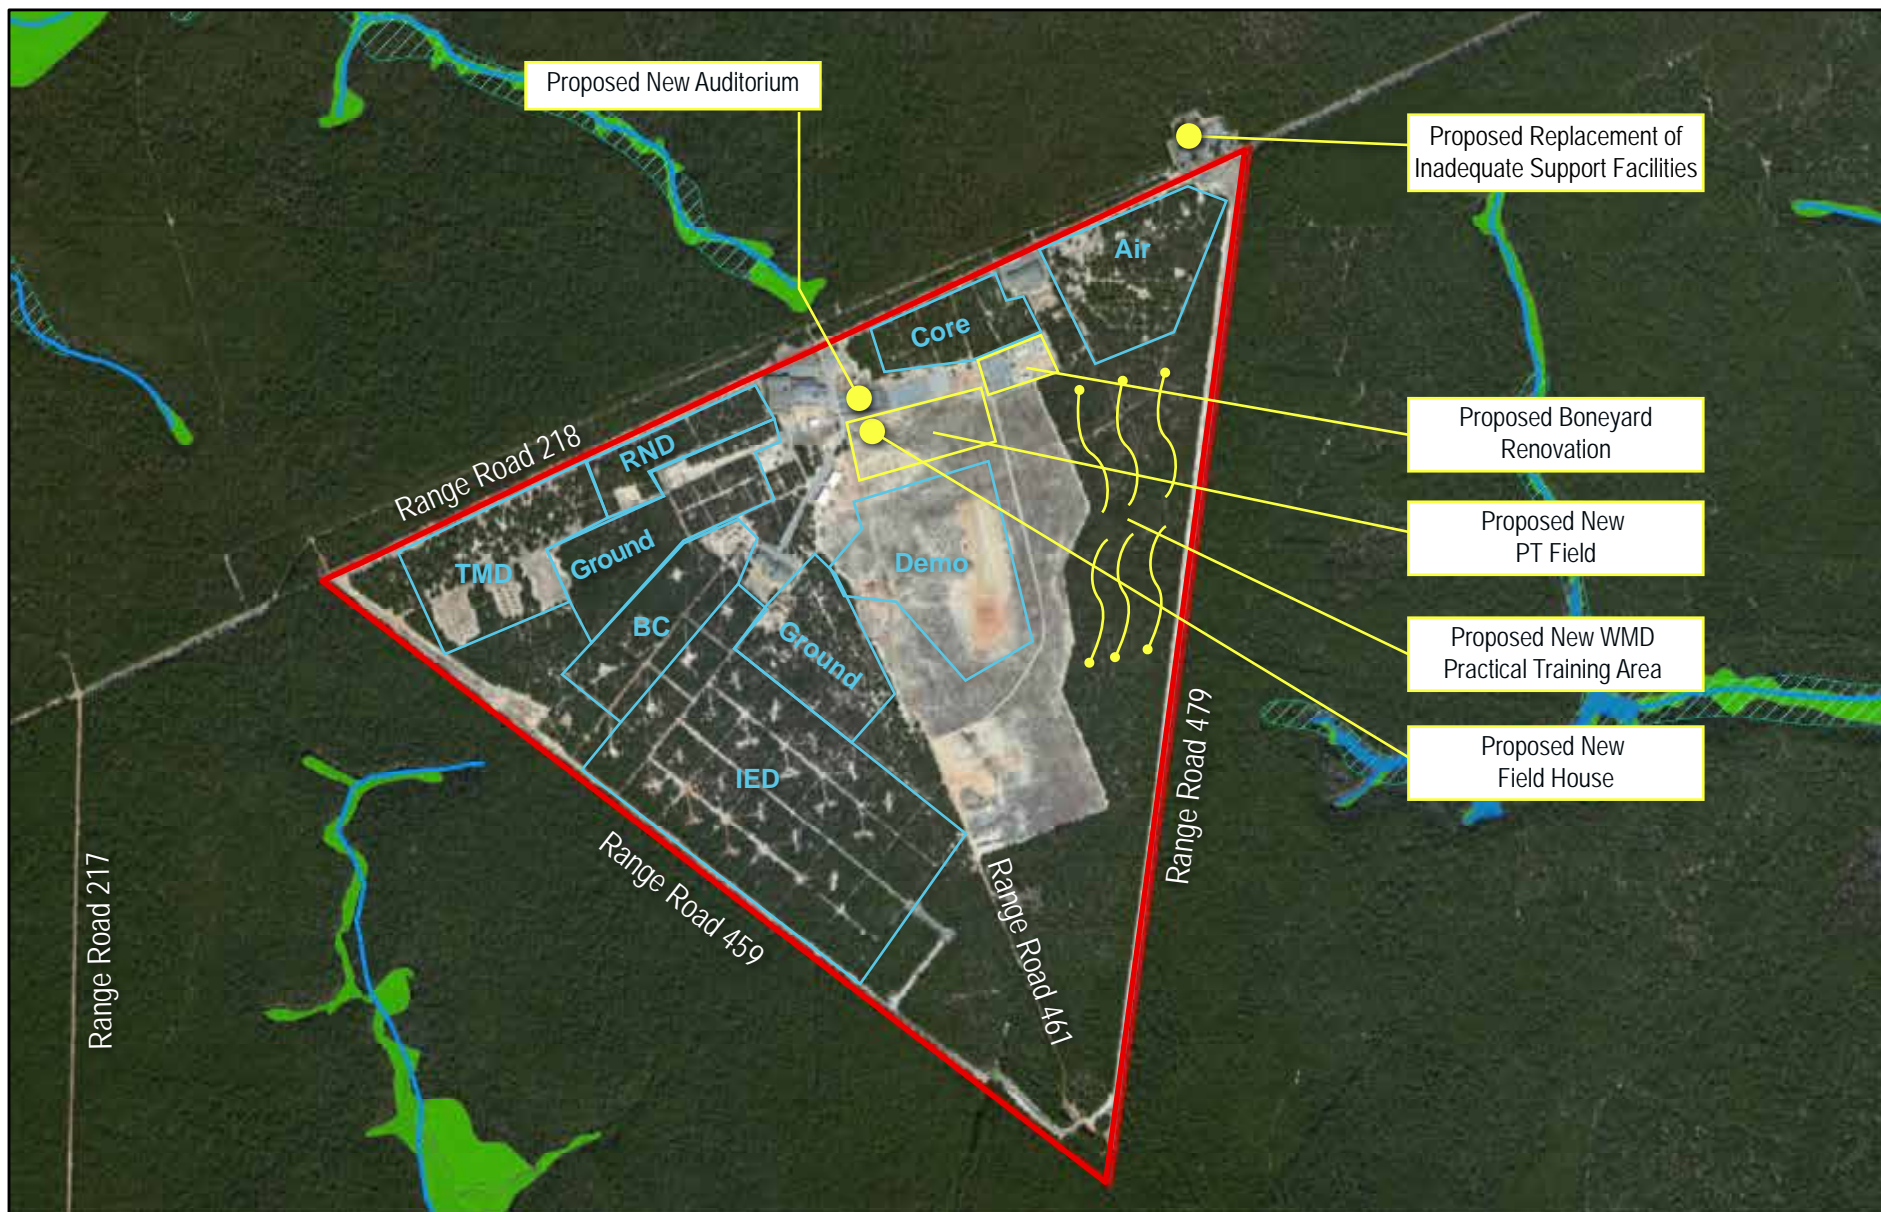 Proposed New Auditorium
Proposed Replacement of
Inadequate Support Facilities
Air
Core
Proposed Boneyard
Renovation
Range Road 218
RND
Proposed New
PT Field
Ground
TMD
Demo
BC
Ground
Proposed New WMD
Practical Training Area
Range Road 479
Proposed New
Field House
IED
Range Road 459
Range Road 461
Range Road 217